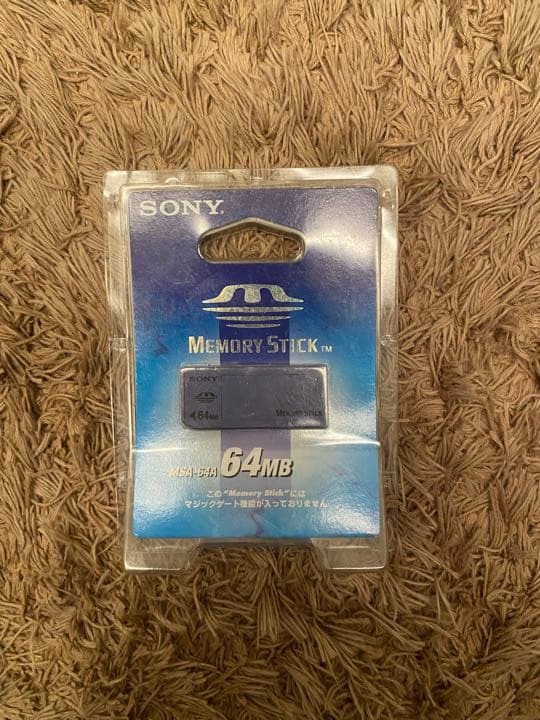 SONY.
MEMORY STICK™
SONY
64MB
MEMORY STICK
MSA-64A 64MB
この"Memory Stick"には
マジックゲート機能が入っておりません